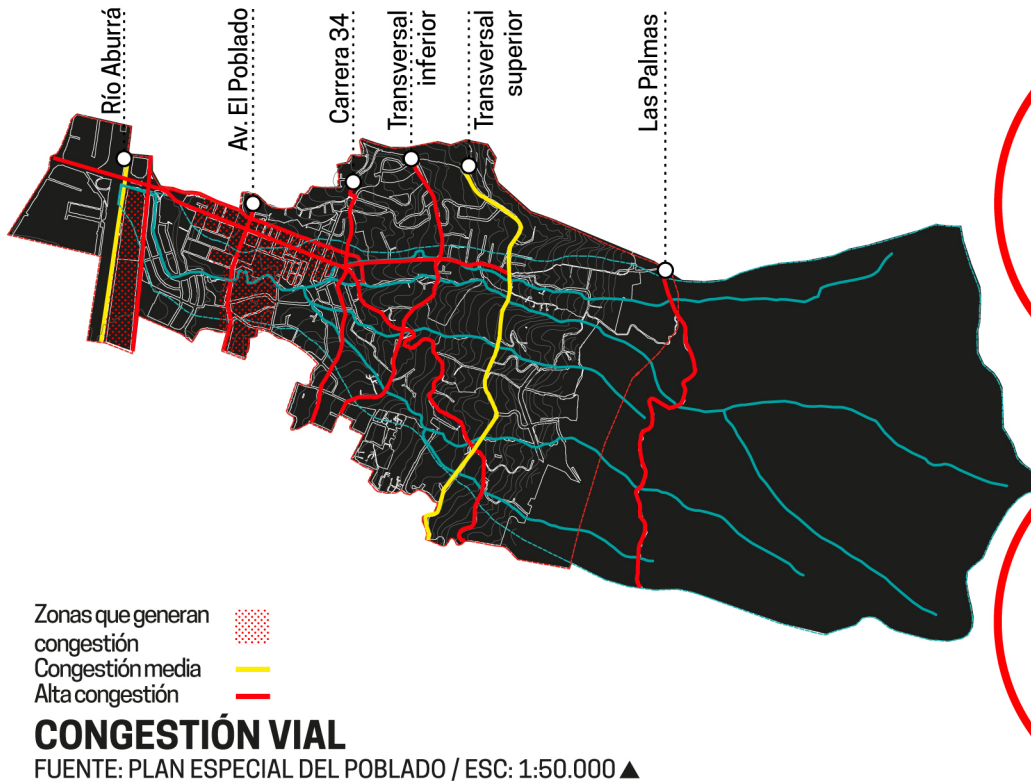 Río Aburrá
Av. El Poblado
Carrera 34
Transversal
inferior
Transversal
superior
Las Palmas
Zonas que generan
congestión
Congestión media
Alta congestión
CONGESTIÓN VIAL
FUENTE: PLAN ESPECIAL DEL POBLADO / ESC: 1:50.000 ▲